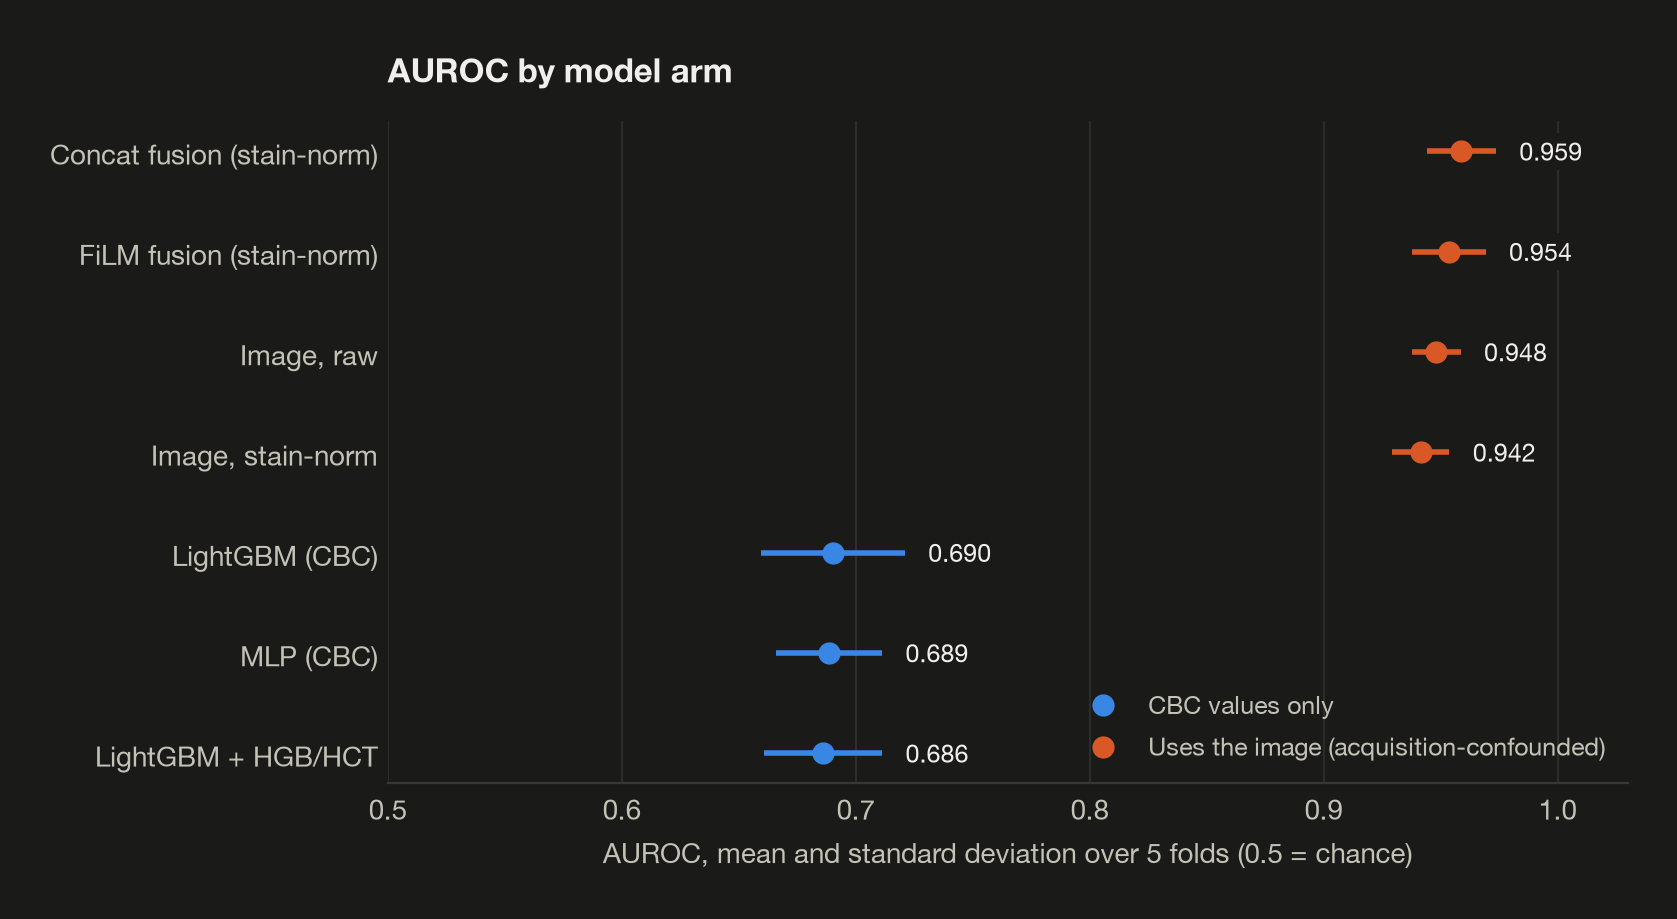 AUROC by model arm
Concat fusion (stain-norm)
0.959
FiLM fusion (stain-norm)
0.954
Image, raw
0.948
Image, stain-norm
0.942
LightGBM (CBC)
0.690
MLP (CBC)
0.689
CBC values only
Uses the image (acquisition-confounded)
LightGBM + HGB/HCT
0.686
0.5 0.6 0.7 0.8 0.9 1.0
AUROC, mean and standard deviation over 5 folds (0.5 = chance)